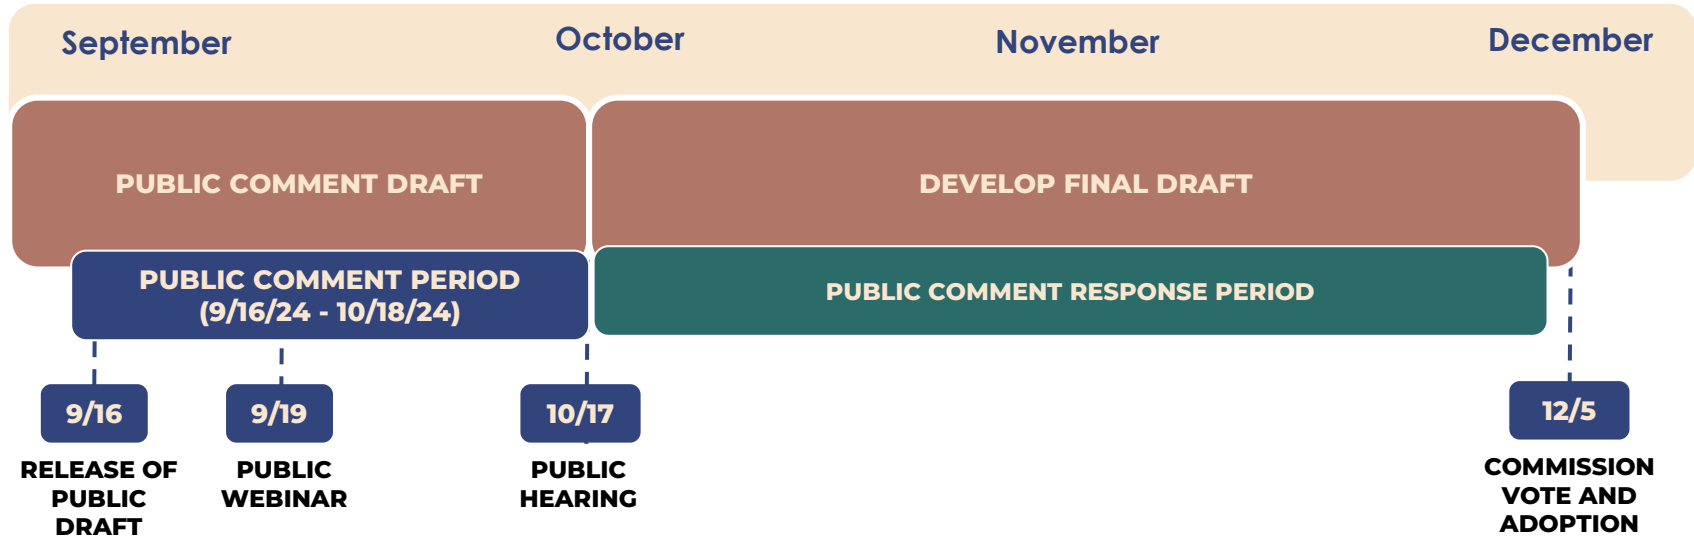 September
October
November
December
PUBLIC COMMENT DRAFT
DEVELOP FINAL DRAFT
PUBLIC COMMENT PERIOD
(9/16/24 - 10/18/24)
PUBLIC COMMENT RESPONSE PERIOD
9/16
RELEASE OF
PUBLIC
DRAFT
9/19
PUBLIC
WEBINAR
10/17
PUBLIC
HEARING
12/5
COMMISSION
VOTE AND
ADOPTION